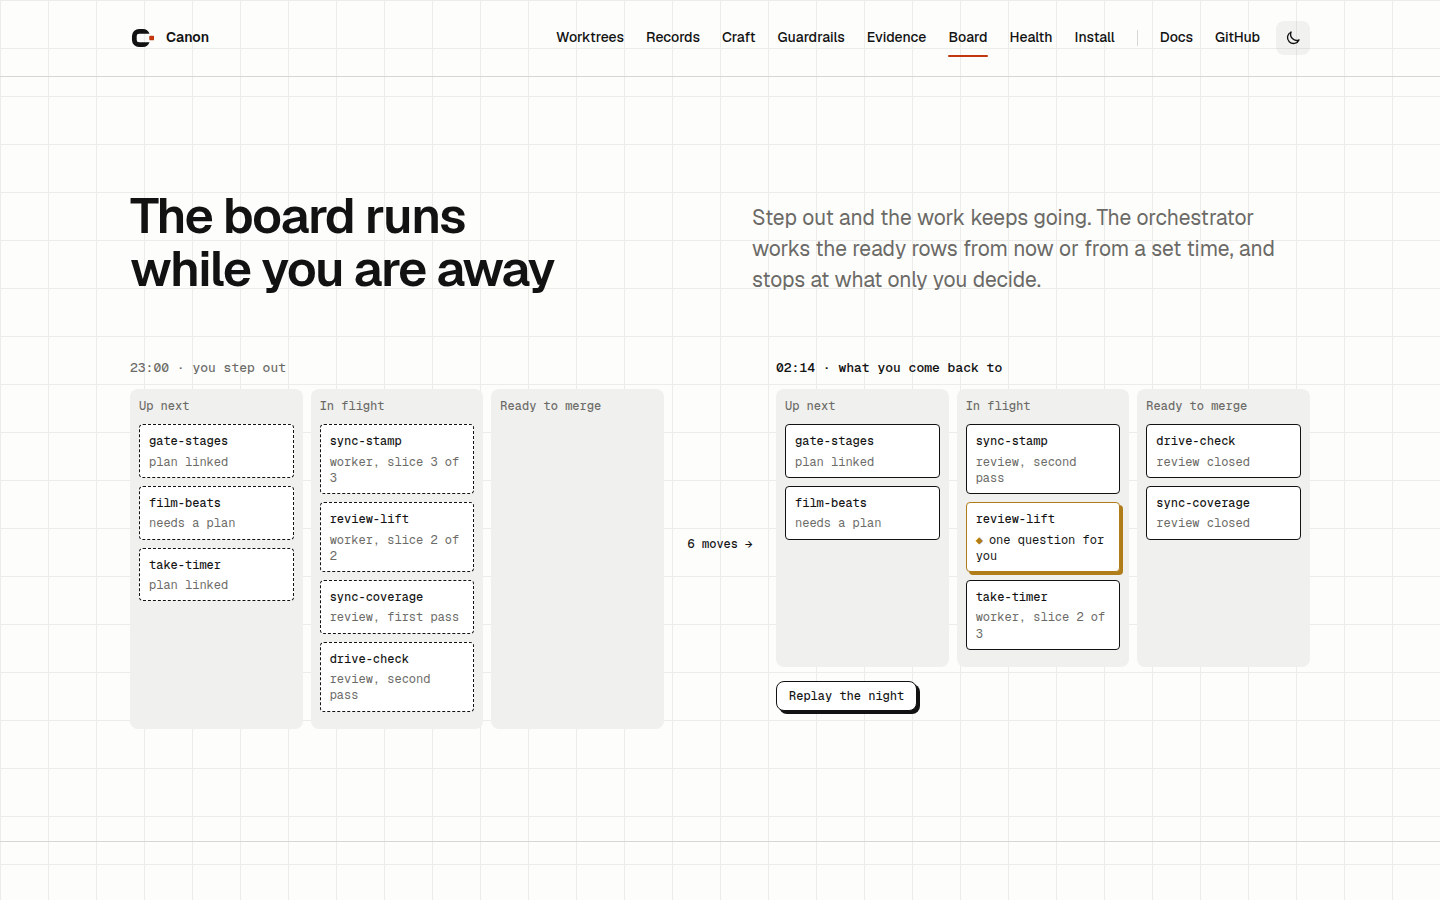 Canon
Worktrees Records Craft Guardrails Evidence Board Health Install Docs GitHub
The board runs
while you are away
Step out and the work keeps going. The orchestrator
works the ready rows from now or from a set time, and
stops at what only you decide.
23:00 · you step out
Up next
gate-stages
plan linked
film-beats
needs a plan
take-timer
plan linked
In flight
sync-stamp
worker, slice 3 of
3
review-lift
worker, slice 2 of
2
sync-coverage
review, first pass
drive-check
review, second
pass
Ready to merge
6 moves →
02:14 · what you come back to
Up next
gate-stages
plan linked
film-beats
needs a plan
In flight
sync-stamp
review, second
pass
review-lift
◆ one question for
you
take-timer
worker, slice 2 of
3
Ready to merge
drive-check
review closed
sync-coverage
review closed
Replay the night